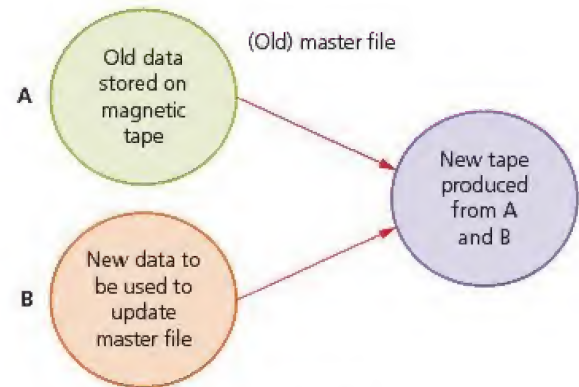 (Old) master file
A
Old data
stored on
magnetic
tape
B
New data to
be used to
update
master file
New tape
produced
from A
and B